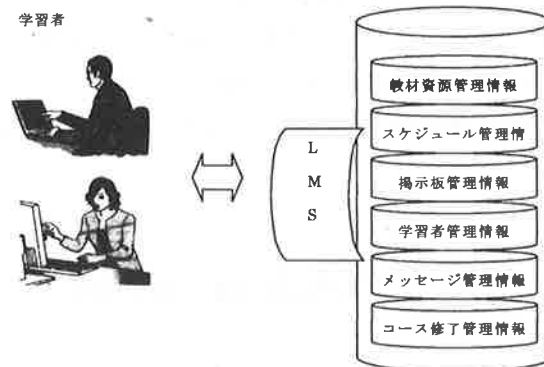 学習者
L
M
S
教材資源管理情報
スケジュール管理情
掲示板管理情報
学習者管理情報
メッセージ管理情報
コース修了管理情報